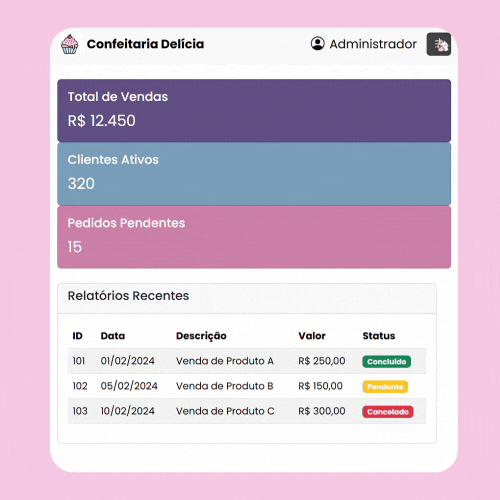 Confeitaria Delícia Administrador
Total de Vendas
R$ 12.450
Clientes Ativos
320
Pedidos Pendentes
15
Relatórios Recentes
ID Data Descrição Valor Status
101 01/02/2024 Venda de Produto A R$ 250,00 Concluído
102 05/02/2024 Venda de Produto B R$ 150,00 Pendente
103 10/02/2024 Venda de Produto C R$ 300,00 Cancelado